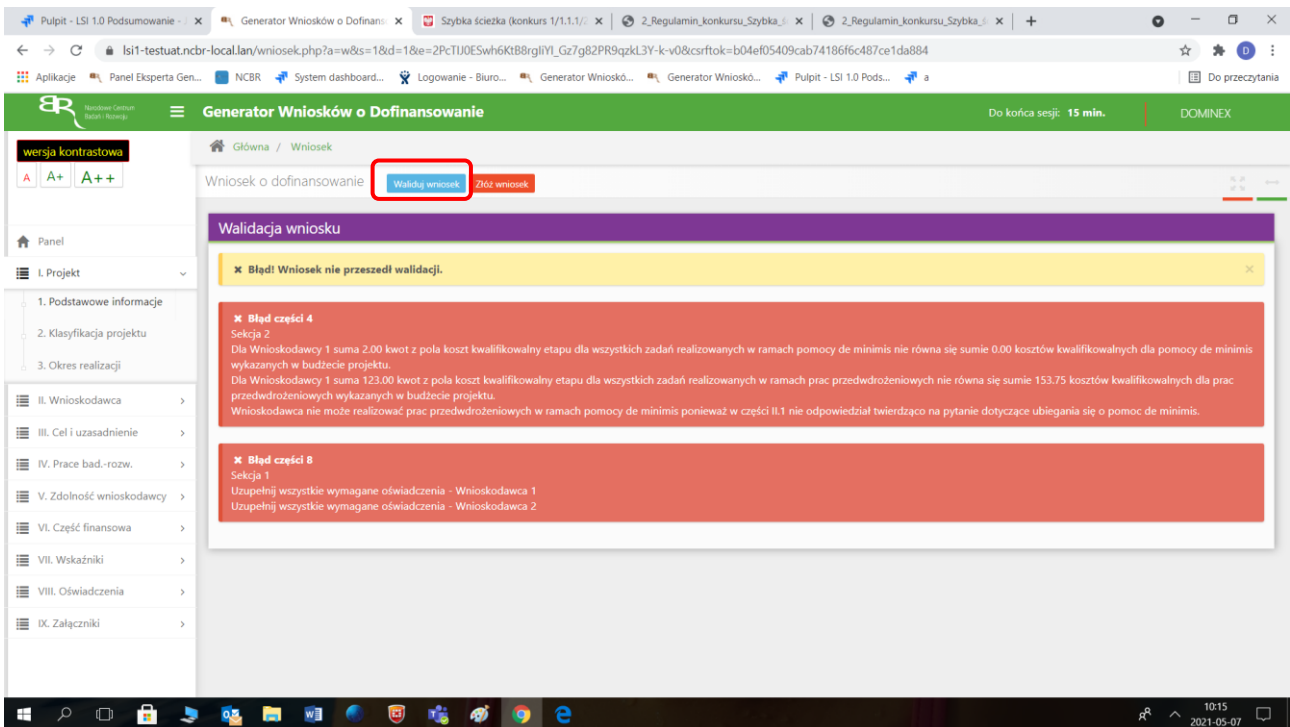 Pulpit - LSI 1.0 Podsumowanie -
Generator Wniosków o Dofinans
Szybka ścieżka (konkurs 1/1.1.1/
2_Regulamin_konkursu_Szybka_
2_Regulamin_konkursu_Szybka_
lsi1-testuat.ncbr-local.lan/wniosek.php?a=w&s=1&d=1&e=2PcTIJ0ESwh6KtB8rgliYI_Gz7g82PR9qzkL3Y-k-v0&csrftok=b04ef05409cab74186f6c487ce1da884
D
Aplikacje
Panel Eksperta Gen...
NCBR
System dashboard...
Logowanie - Biuro...
Generator Wnioskó...
Generator Wnioskó...
Pulpit - LSI 1.0 Pods...
a
Do przeczytania
Narodowe Centrum
Badań i Rozwoju
Generator Wniosków o Dofinansowanie
Do końca sesji: 15 min.
DOMINEX
wersja kontrastowa
A A+ A++
Główna / Wniosek
Wniosek o dofinansowanie
Waliduj wniosek
Złóż wniosek
Panel
I. Projekt
1. Podstawowe informacje
2. Klasyfikacja projektu
3. Okres realizacji
II. Wnioskodawca
III. Cel i uzasadnienie
IV. Prace bad.-rozw.
V. Zdolność wnioskodawcy
VI. Część finansowa
VII. Wskaźniki
VIII. Oświadczenia
IX. Załączniki
Walidacja wniosku
Błąd! Wniosek nie przeszedł walidacji.
Błąd części 4
Sekcja 2
Dla Wnioskodawcy 1 suma 2.00 kwot z pola koszt kwalifikowalny etapu dla wszystkich zadań realizowanych w ramach pomocy de minimis nie równa się sumie 0.00 kosztów kwalifikowalnych dla pomocy de minimis
wykazanych w budżecie projektu.
Dla Wnioskodawcy 1 suma 123.00 kwot z pola koszt kwalifikowalny etapu dla wszystkich zadań realizowanych w ramach prac przedwdrożeniowych nie równa się sumie 153.75 kosztów kwalifikowalnych dla prac
przedwdrożeniowych wykazanych w budżecie projektu.
Wnioskodawca nie może realizować prac przedwdrożeniowych w ramach pomocy de minimis ponieważ w części II.1 nie odpowiedział twierdząco na pytanie dotyczące ubiegania się o pomoc de minimis.
Błąd części 8
Sekcja 1
Uzupełnij wszystkie wymagane oświadczenia - Wnioskodawca 1
Uzupełnij wszystkie wymagane oświadczenia - Wnioskodawca 2
10:15
2021-05-07